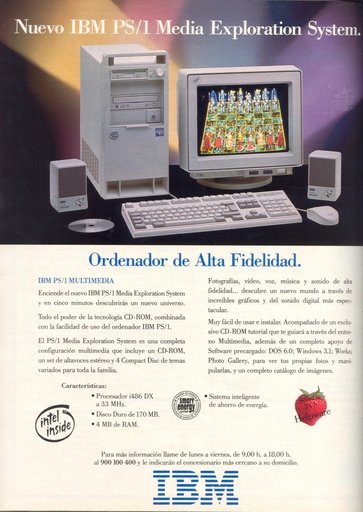 Nuevo IBM PS/1 Media Exploration System.
Ordenador de Alta Fidelidad.
IBM PS/1 MULTIMEDIA
Enciende el nuevo IBM PS/1 Media Exploration System
y en cinco minutos descubrirás un nuevo universo.
Todo el poder de la tecnología CD-ROM, combinada
con la facilidad de uso del ordenador IBM PS/1.
El PS/1 Media Exploration System es una completa
configuración multimedia que incluye un CD-ROM,
un set de altavoces estéreo y 4 Compact Disc de temas
variados para toda la familia.
Fotografías, vídeo, voz, música y sonido de alta
fidelidad... descubre un nuevo mundo a través de
increíbles gráficos y del sonido digital más espec-
tacular.
Muy fácil de usar e instalar. Acompañado de un exclu-
sivo CD-ROM tutorial que te guiará a través del entor-
no Multimedia, además de un completo apoyo de
Software precargado: DOS 6.0; Windows 3.1; Works;
Photo Gallery, para ver tus propias fotos y mani-
pularlas, y un completo catálogo de imágenes.
Características:
• Procesador i486 DX
a 33 MHz.
• Disco Duro de 170 MB.
• 4 MB de RAM.
intel
inside
smart
energy
• Sistema inteligente
de ahorro de energía.
Helpware
Para más información llame de lunes a viernes, de 9,00 h. a 18,00 h.
al 900 100 400 y le indicarán el concesionario más cercano a su domicilio.
IBM